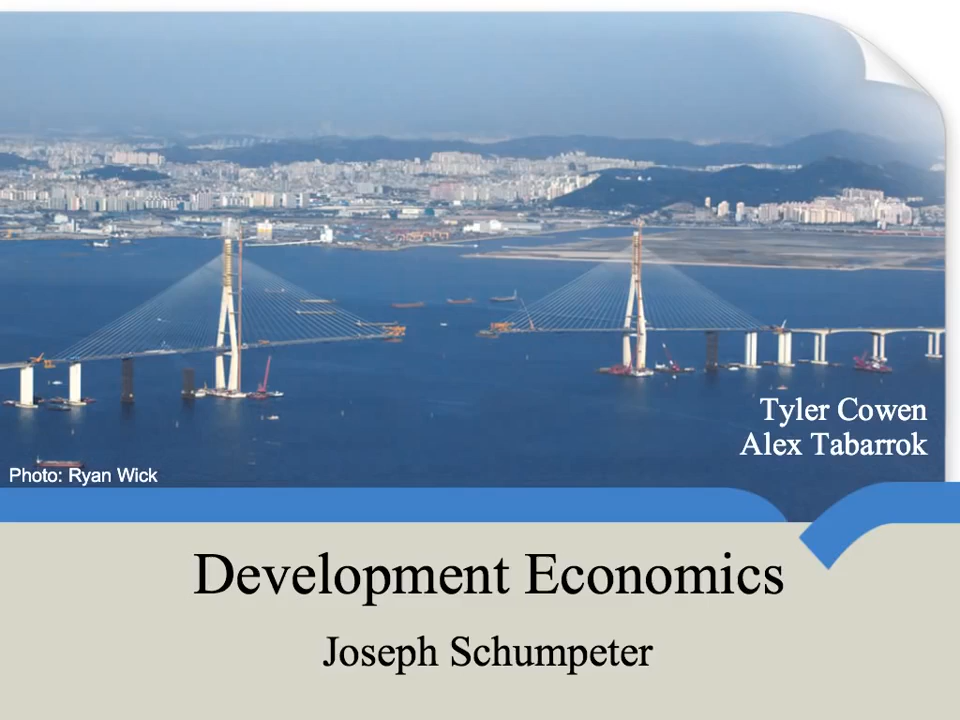 Tyler Cowen
Alex Tabarrok
Photo: Ryan Wick
Development Economics
Joseph Schumpeter